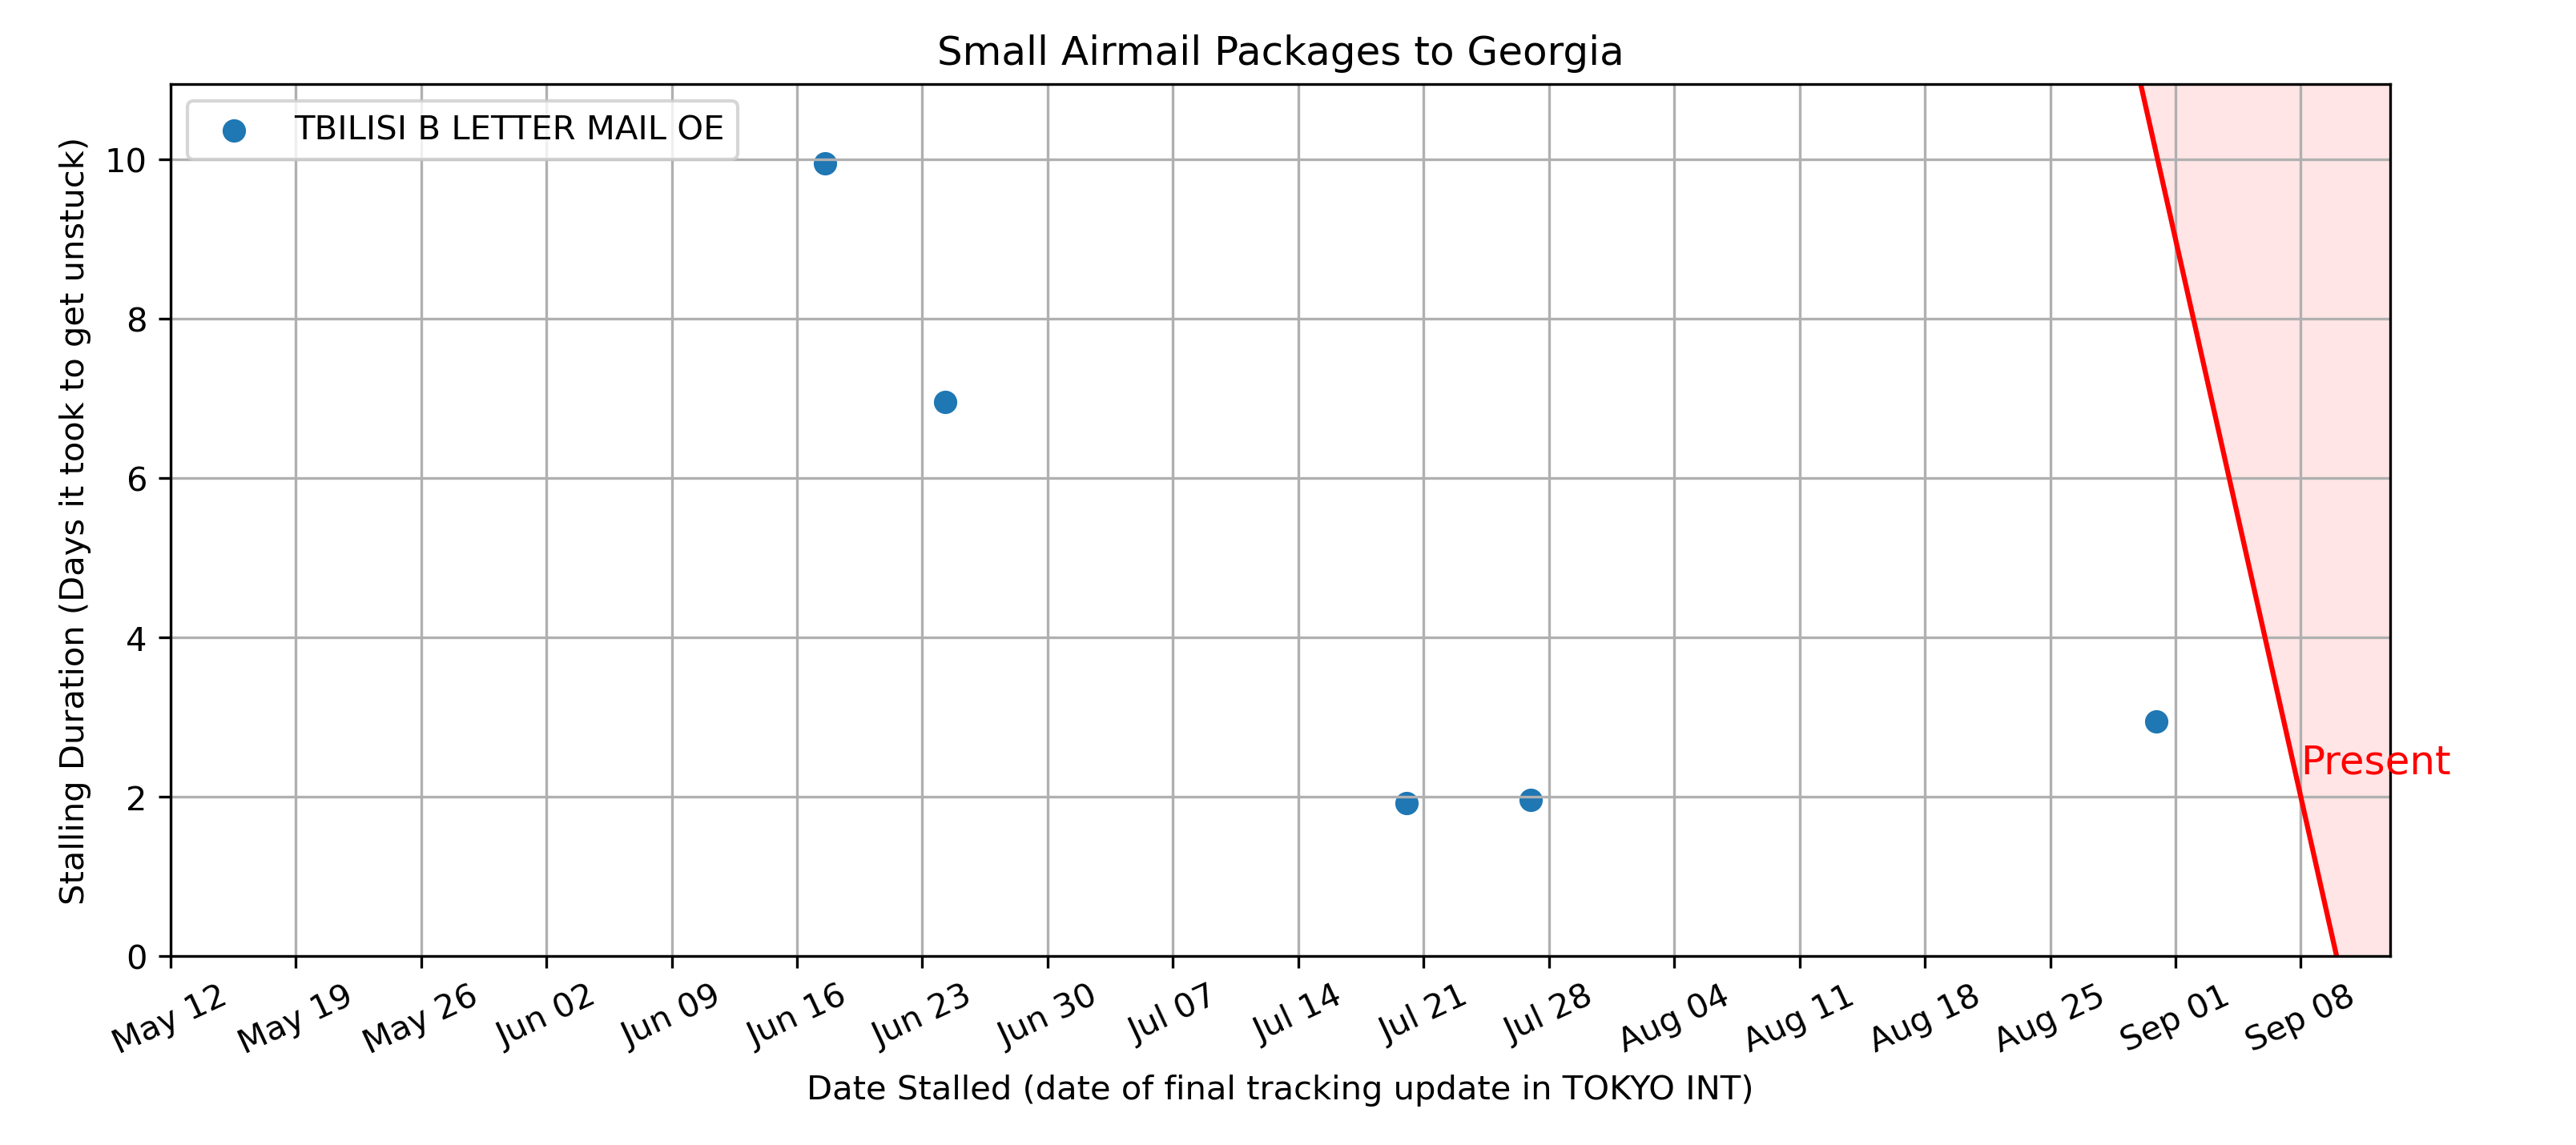 Small Airmail Packages to Georgia
TBILISI B LETTER MAIL OE
Stalling Duration (Days it took to get unstuck)
10
8
6
4
2
0
Present
May 12
May 19
May 26
Jun 02
Jun 09
Jun 16
Jun 23
Jun 30
Jul 07
Jul 14
Jul 21
Jul 28
Aug 04
Aug 11
Aug 18
Aug 25
Sep 01
Sep 08
Date Stalled (date of final tracking update in TOKYO INT)